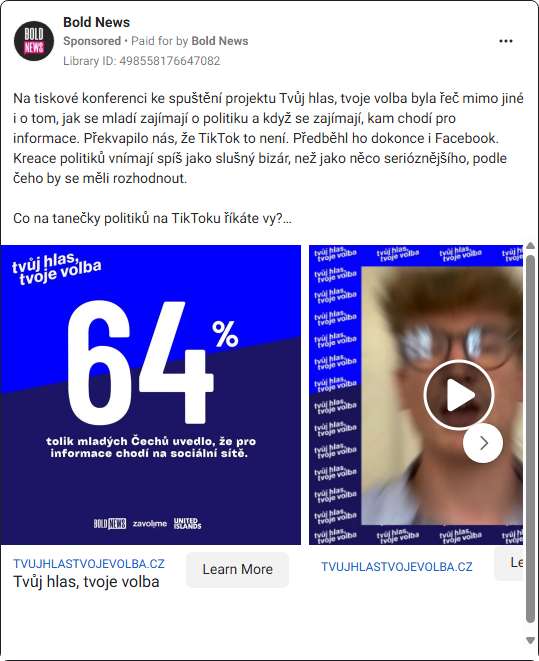 Bold News
Sponsored • Paid for by Bold News
Library ID: 498558176647082
Na tiskové konferenci ke spuštění projektu Tvůj hlas, tvoje volba byla řeč mimo jiné
i o tom, jak se mladí zajímají o politiku a když se zajímají, kam chodí pro
informace. Překvapilo nás, že TikTok to není. Předběhl ho dokonce i Facebook.
Kreace politiků vnímají spíš jako slušný bizár, než jako něco serióznějšího, podle
čeho by se měli rozhodnout.
Co na tanečky politiků na TikToku říkáte vy?...
BOLD
NEWS
tvůj hlas,
tvoje volba
64%
tolik mladých Čechů uvedlo, že pro
informace chodí na sociální sítě.
BOLD NEWS zavolíme UNITED
ISLANDS
tvůj hlas,
tvoje volba
TVUJHLASTVOJEVOLBA.CZ
Tvůj hlas, tvoje volba
Learn More
TVUJHLASTVOJEVOLBA.CZ
Le